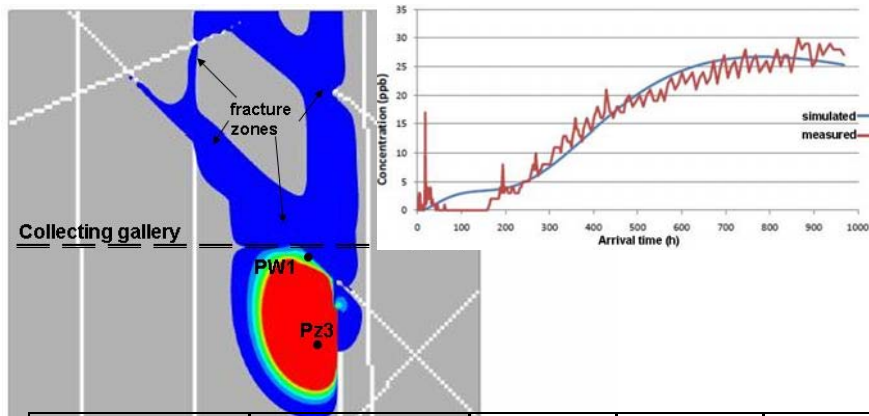 fracture
zones
Collecting gallery
PW1
Pz3
Concentration (ppb)
35
30
25
20
15
10
5
0
0 100 200 300 400 500 600 700 800 900 1000
Arrival time (h)
simulated
measured